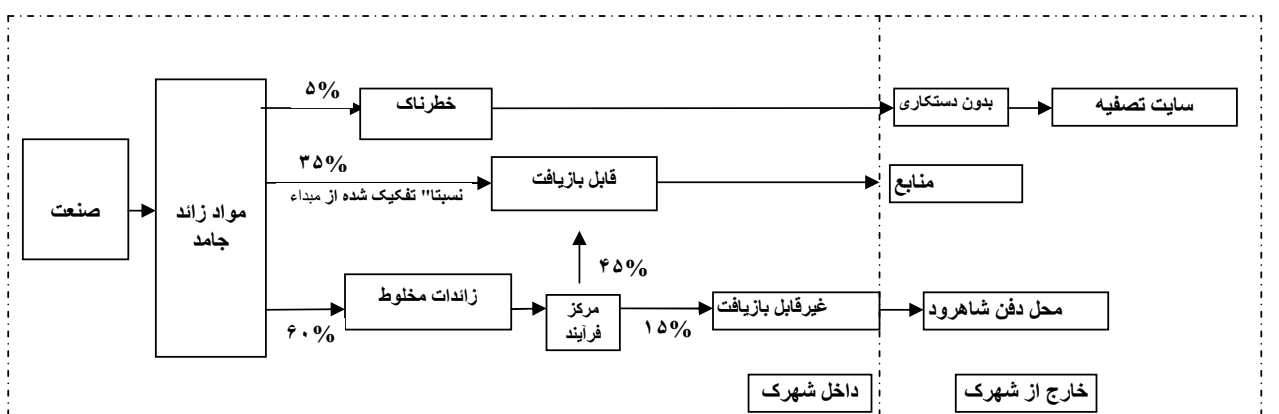 ۵%
خطرناک
بدون دستکاری
سایت تصفیه
۳۵%
نسبتا" تفکیک شده از مبداء
قابل بازیافت
منابع
صنعت
مواد زائد
جامد
۴۵%
زائدات مخلوط
۶۰%
مرکز
فرآیند
۱۵%
غیرقابل بازیافت
محل دفن شاهرود
داخل شهرک
خارج از شهرک